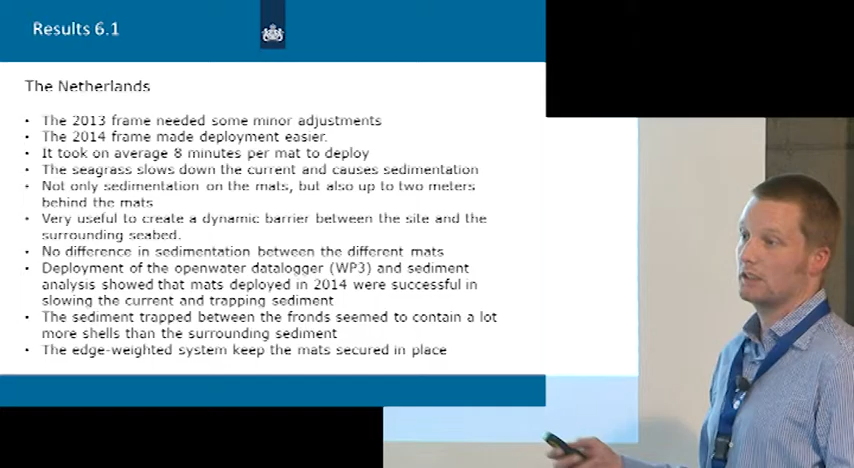 Results 6.1
The Netherlands
• The 2013 frame needed some minor adjustments
• The 2014 frame made deployment easier.
• It took on average 8 minutes per mat to deploy
• The seagrass slows down the current and causes sedimentation
• Not only sedimentation on the mats, but also up to two meters
behind the mats
• Very useful to create a dynamic barrier between the site and the
surrounding seabed.
• No difference in sedimentation between the different mats
• Deployment of the openwater datalogger (WP3) and sediment
analysis showed that mats deployed in 2014 were successful in
slowing the current and trapping sediment
• The sediment trapped between the fronds seemed to contain a lot
more shells than the surrounding sediment
• The edge-weighted system keep the mats secured in place